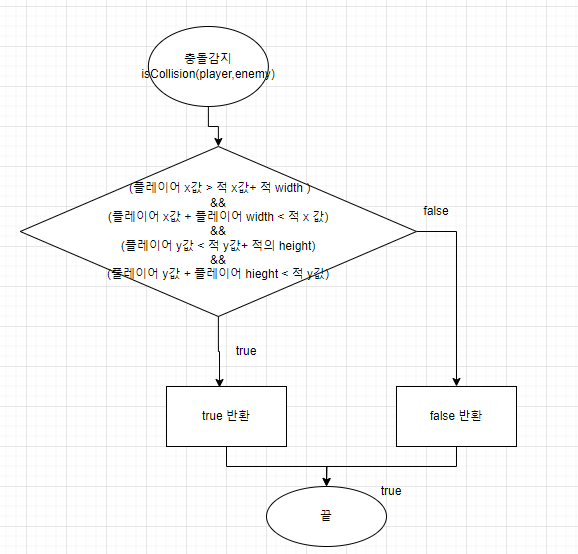 충돌감지
isCollision(player,enemy)
(플레이어 x값 > 적 x값+ 적 width )
&&
(플레이어 x값 + 플레이어 width < 적 x 값)
&&
(플레이어 y값 < 적 y값+ 적의 height)
&&
(플레이어 y값 + 플레이어 hieght < 적 y값)
false
true
true 반환
false 반환
true
끝